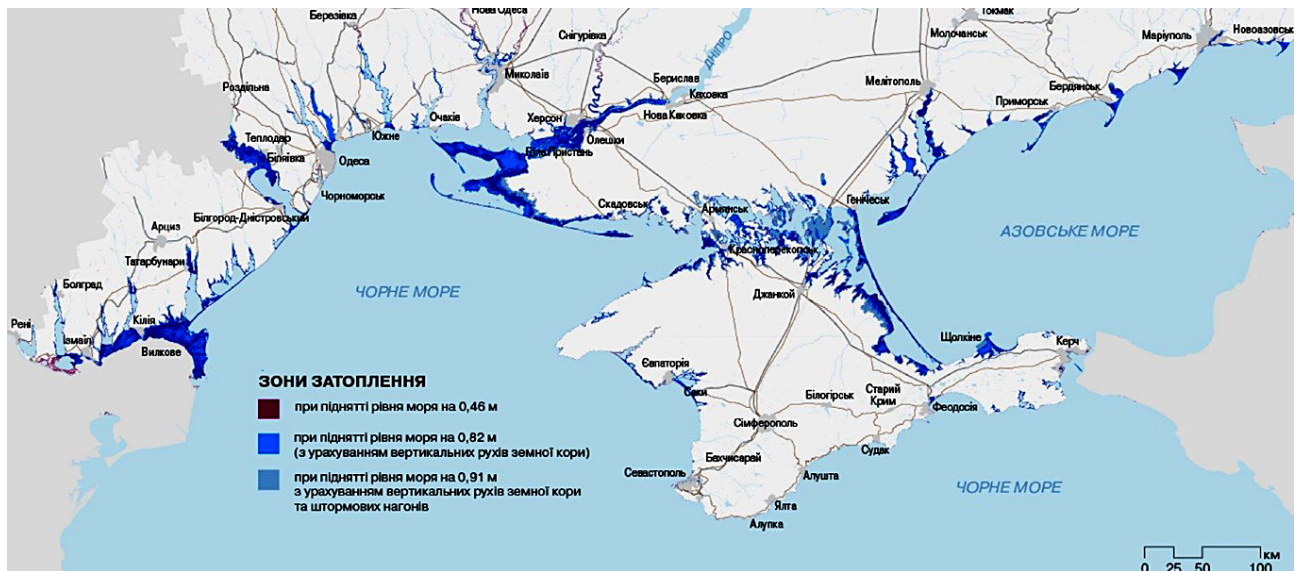 Березівка
Нова Одеса
Снігурівка
ДНІПРО
Токмак
Молочанськ
Маріуполь
Новоазовськ
Роздільна
Миколаїв
Берислав
Каховка
Мелітополь
Бердянськ
Приморськ
Теплодар
Біляївка
Южне
Очаків
Херсон
Нова Каховка
Олешки
Гола Пристань
Одеса
Чорноморськ
Скадовськ
Армянськ
Генічеськ
Білгород-Дністровський
Арциз
Красноперекопськ
АЗОВСЬКЕ МОРЕ
Татарбунари
Болград
ЧОРНЕ МОРЕ
Джанкой
Рені
Ізмаїл
Кілія
Вилкове
Щолкіне
Керч
Євпаторія
Саки
Білогірськ
Старий
Крим
Феодосія
Сімферополь
Судак
Бахчисарай
Севастополь
Алушта
Ялта
Алупка
ЧОРНЕ МОРЕ
ЗОНИ ЗАТОПЛЕННЯ
при піднятті рівня моря на 0,46 м
при піднятті рівня моря на 0,82 м
(з урахуванням вертикальних рухів земної кори)
при піднятті рівня моря на 0,91 м
з урахуванням вертикальних рухів земної кори
та штормових нагонів
км
0 25 50 100